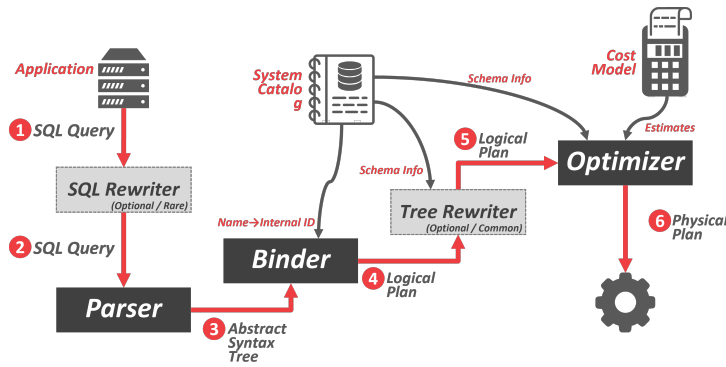 Application
1 SQL Query
SQL Rewriter
(Optional / Rare)
2 SQL Query
Parser
3 Abstract
Syntax
Tree
System
Catalo
g
Name→Internal ID
Binder
4 Logical
Plan
Schema Info
Tree Rewriter
(Optional / Common)
5 Logical
Plan
Schema Info
Cost
Model
Estimates
Optimizer
6 Physical
Plan